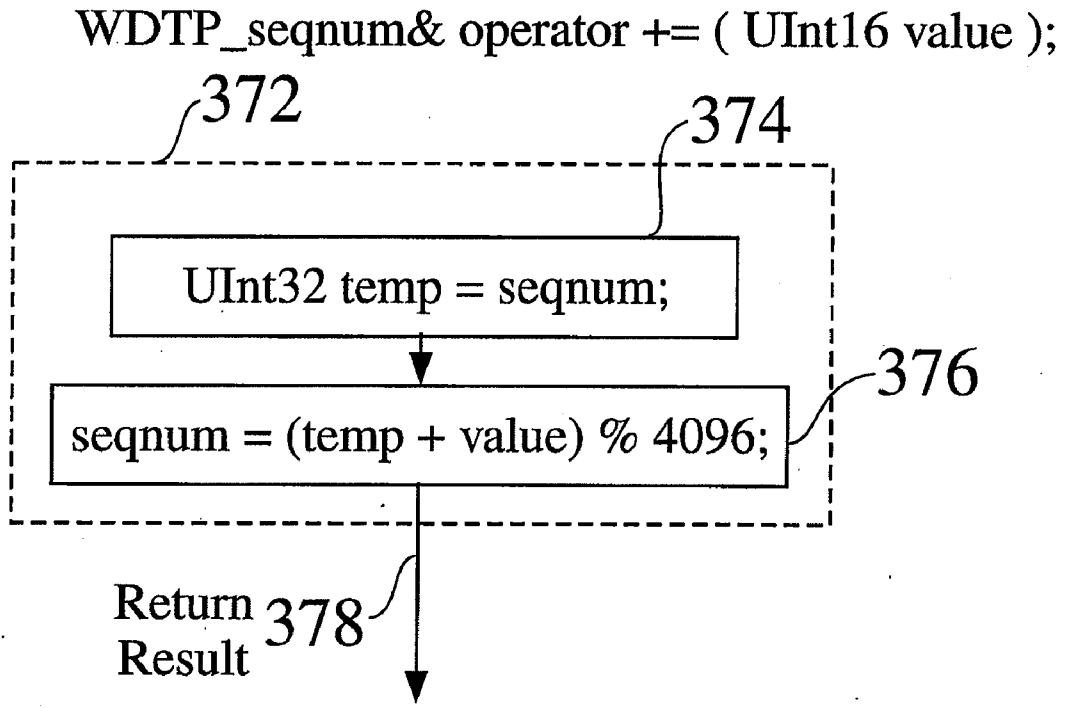 WDTP_seqnum& operator += ( UInt16 value );
372
374
UInt32 temp = seqnum;
376
seqnum = (temp + value) % 4096;
Return
378
Result